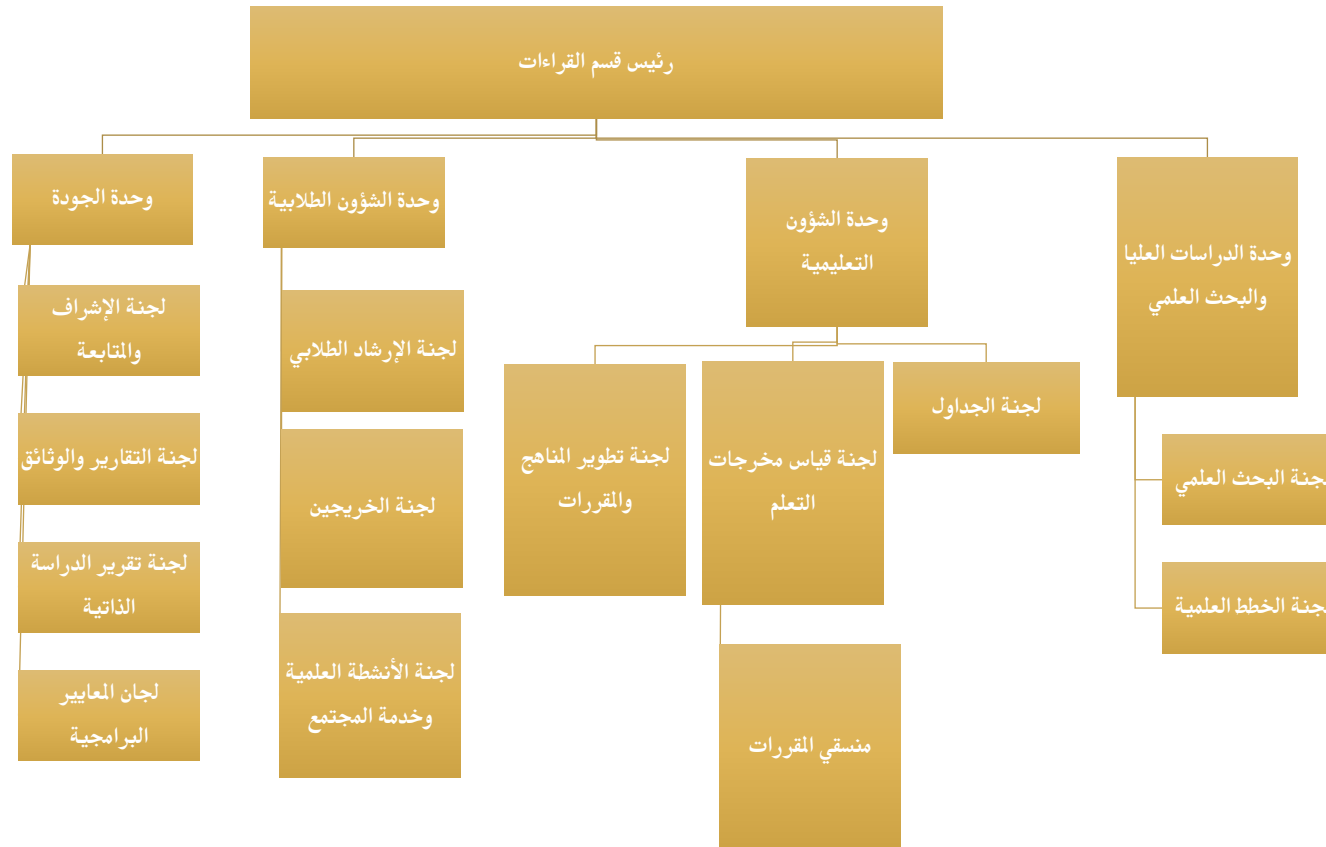 رئيس قسم القراءات
وحدة الدراسات العليا
والبحث العلمي
لجنة البحث العلمي
لجنة الخطط العلمية
وحدة الشؤون
التعليمية
لجنة الجداول
لجنة قياس مخرجات
التعلم
منسقي المقررات
لجنة تطوير المناهج
والمقررات
وحدة الشؤون الطلابية
لجنة الإرشاد الطلابي
لجنة الخريجين
لجنة الأنشطة العلمية
وخدمة المجتمع
وحدة الجودة
لجنة الإشراف
والمتابعة
لجنة التقارير والوثائق
لجنة تقرير الدراسة
الذاتية
لجان المعايير
البرامجية